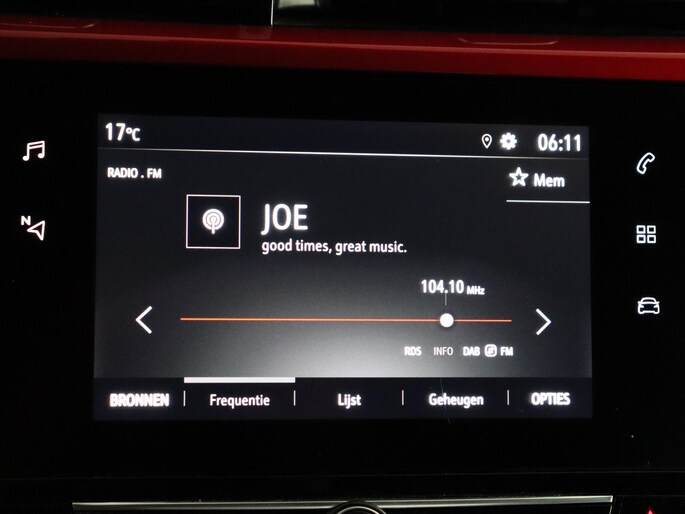 17°C 06:11
RADIO . FM
Mem
JOE
good times, great music.
104.10 MHz
RDS INFO DAB FM
BRONNEN Frequentie Lijst Geheugen OPTIES
N